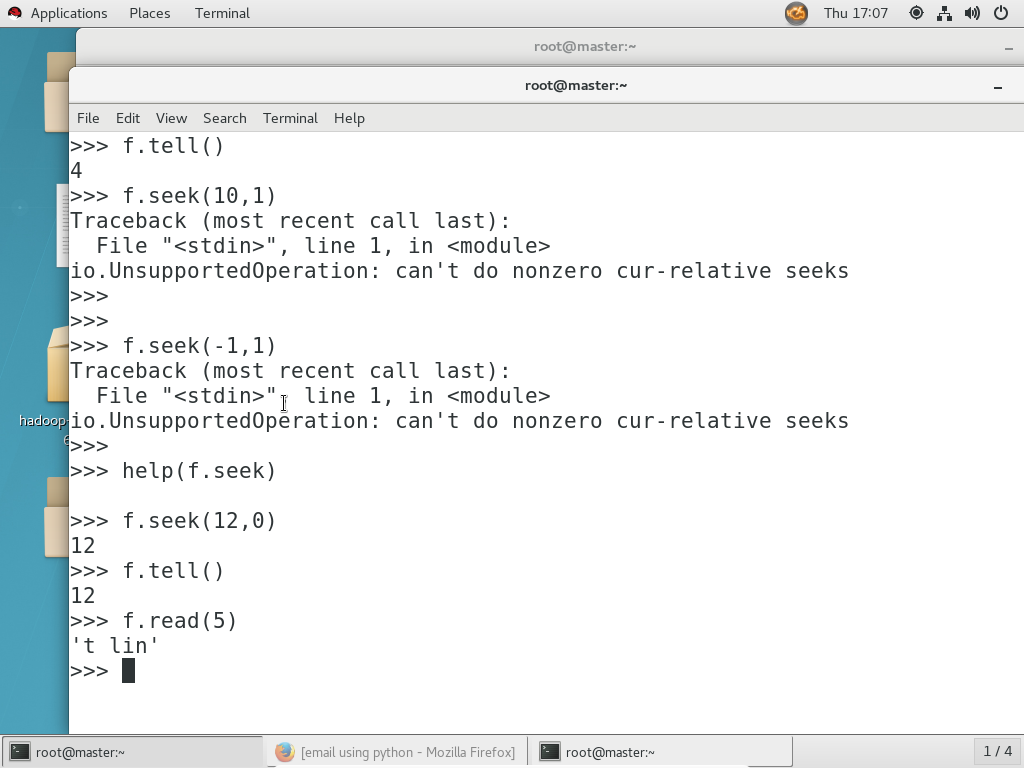 Applications Places Terminal Thu 17:07
root@master:~
root@master:~
File Edit View Search Terminal Help
>>> f.tell()
4
>>> f.seek(10,1)
Traceback (most recent call last):
  File "<stdin>", line 1, in <module>
io.UnsupportedOperation: can't do nonzero cur-relative seeks
>>>
>>>
>>> f.seek(-1,1)
Traceback (most recent call last):
  File "<stdin>", line 1, in <module>
io.UnsupportedOperation: can't do nonzero cur-relative seeks
>>>
>>> help(f.seek)
hadoop-
6
>>> f.seek(12,0)
12
>>> f.tell()
12
>>> f.read(5)
't lin'
>>>
root@master:~ [email using python - Mozilla Firefox] root@master:~ 1 / 4